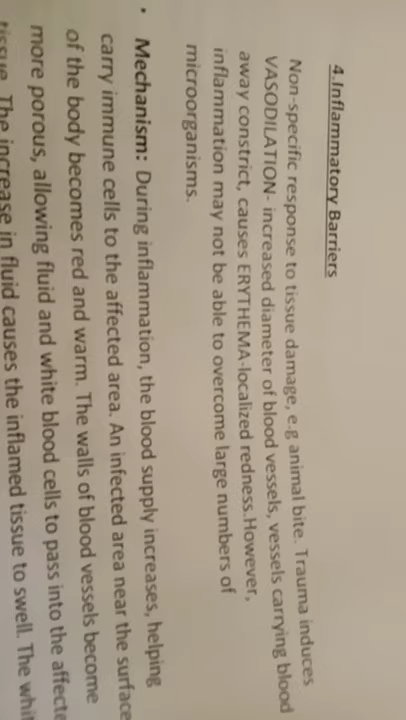 4.Inflammatory Barriers
Non-specific response to tissue damage, e.g animal bite. Trauma induces
VASODILATION- increased diameter of blood vessels, vessels carrying blood
away constrict, causes ERYTHEMA-localized redness.However,
inflammation may not be able to overcome large numbers of
microorganisms.
• Mechanism: During inflammation, the blood supply increases, helping
carry immune cells to the affected area. An infected area near the surface
of the body becomes red and warm. The walls of blood vessels become
more porous, allowing fluid and white blood cells to pass into the
tissue. The increase in fluid causes the inflamed tissue to swell. The